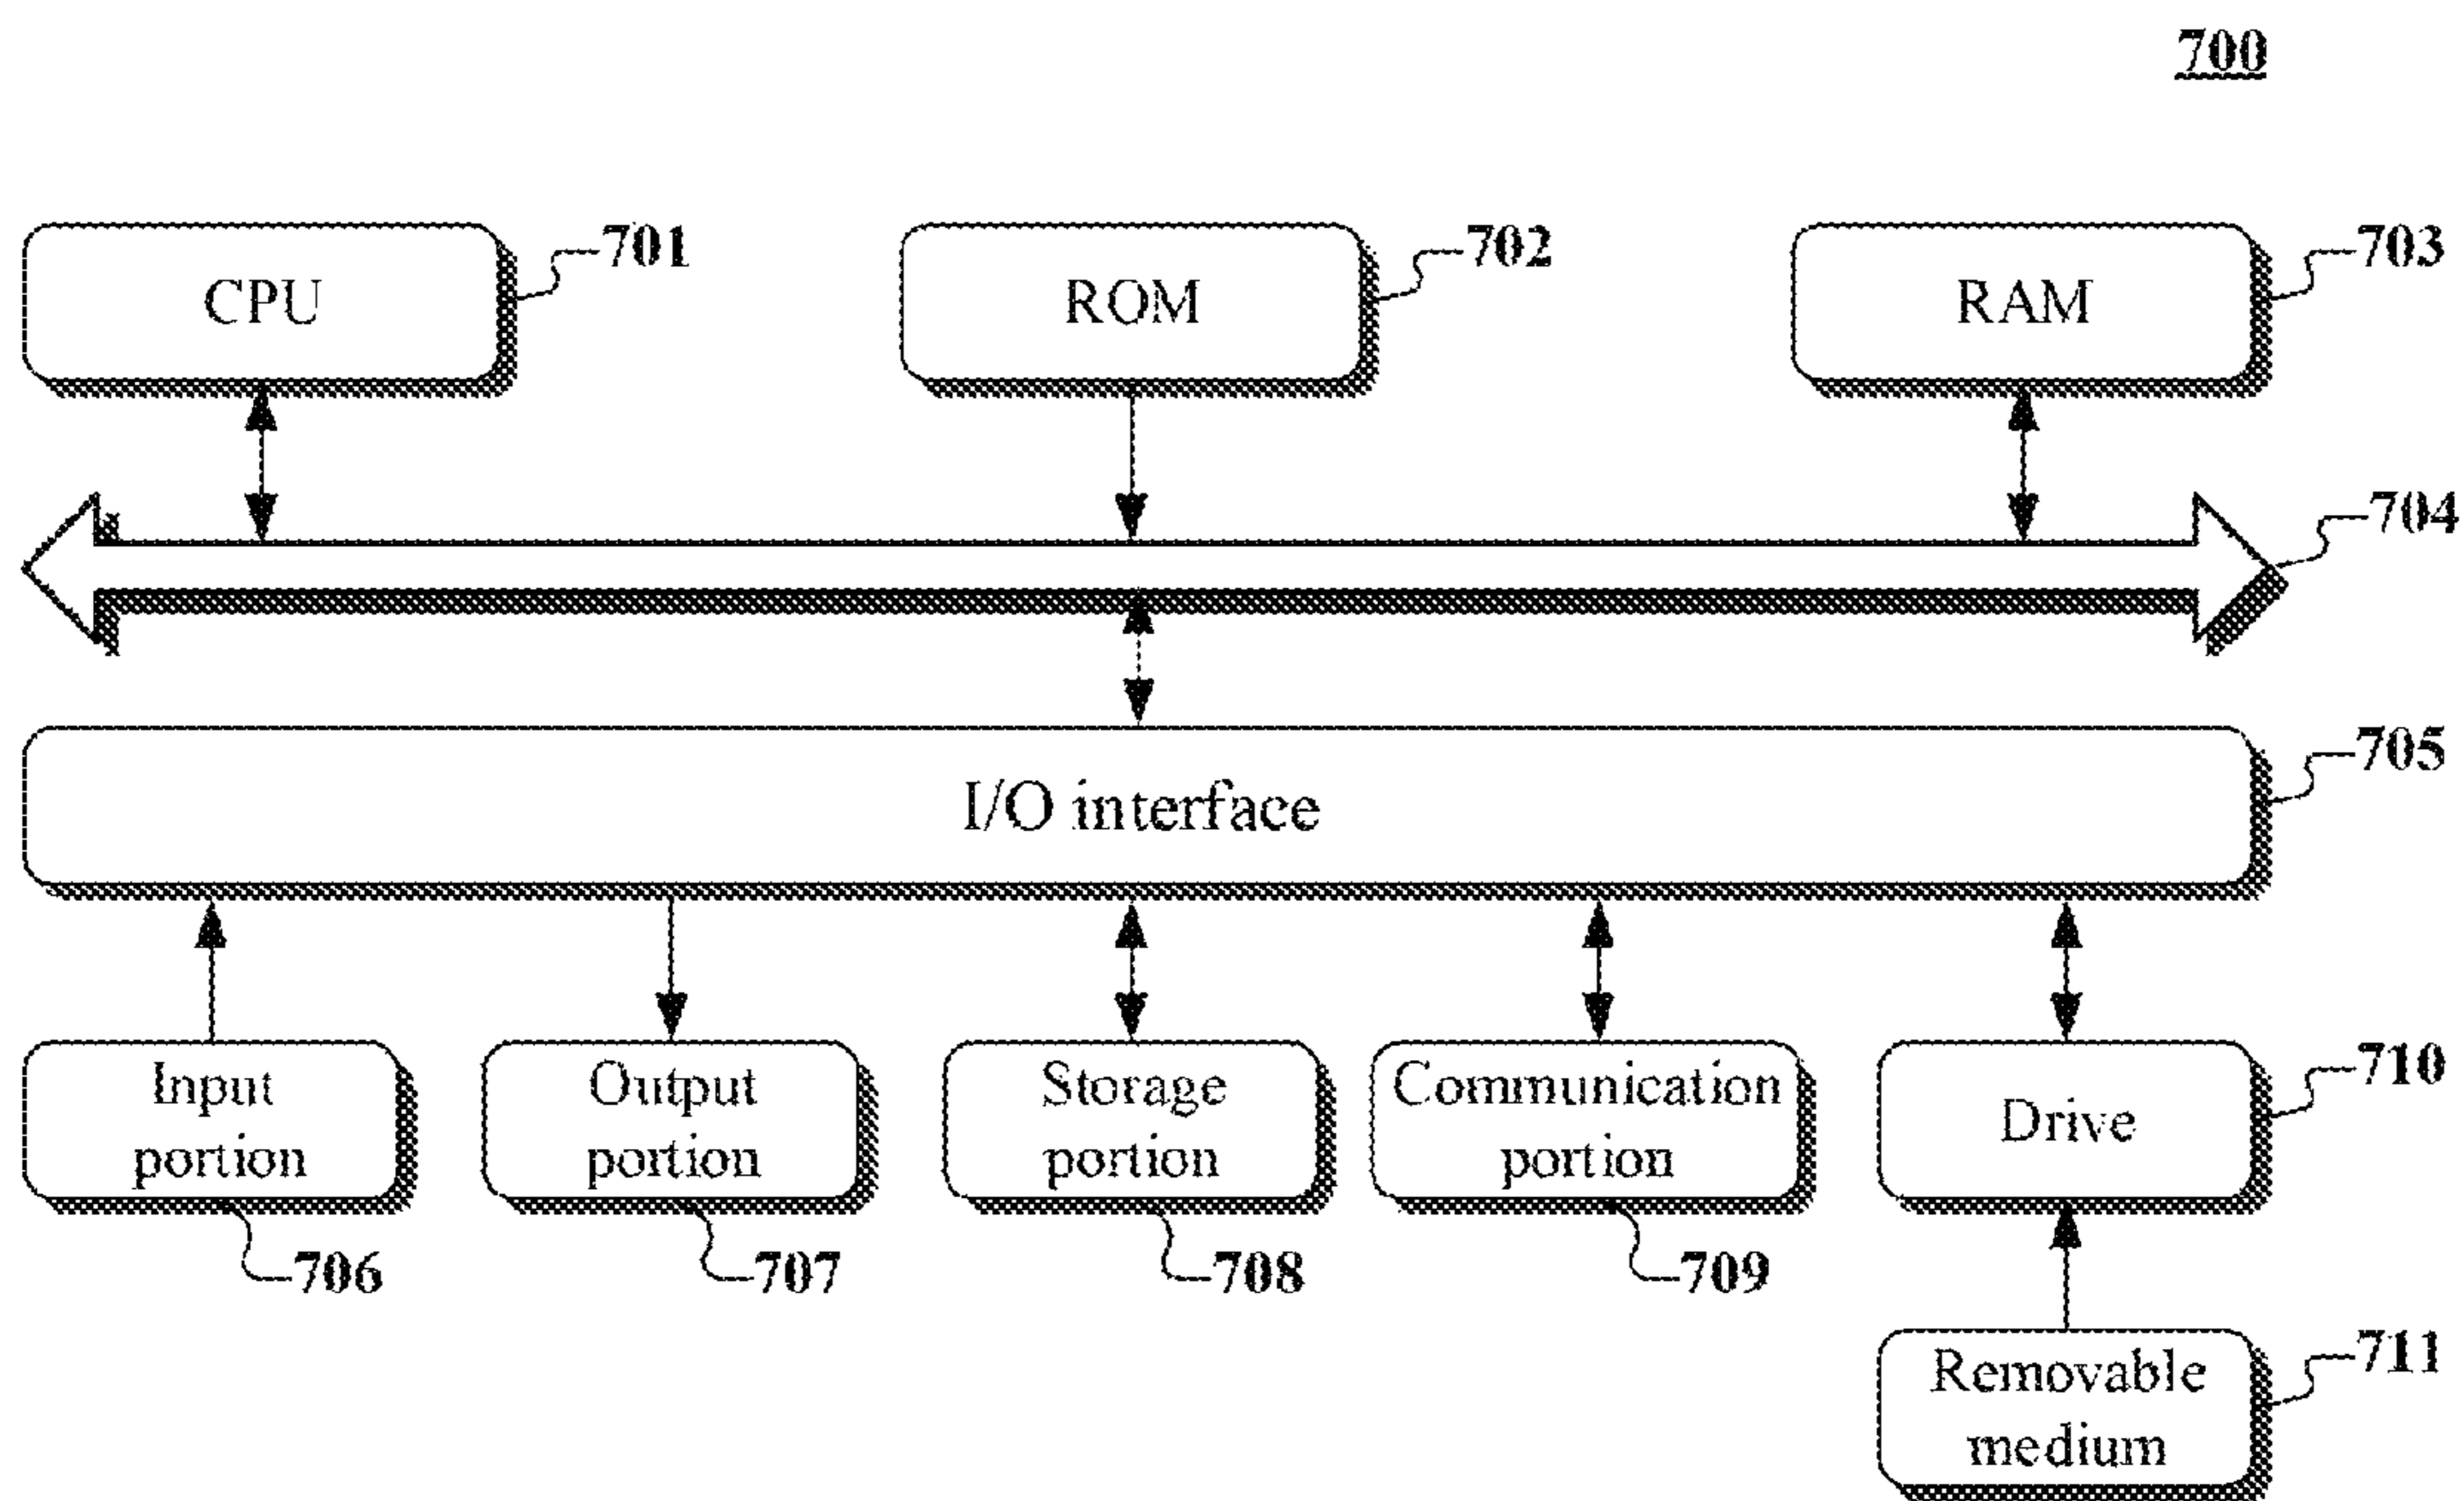 700
CPU
701
ROM
702
RAM
703
704
I/O interface
705
Input
portion
Output
portion
Storage
portion
Communication
portion
Drive
710
706
707
708
709
Removable
medium
711